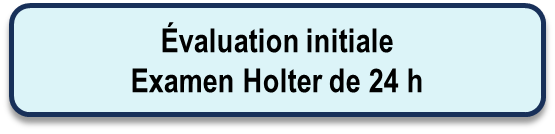 Évaluation initiale
Examen Holter de 24 h